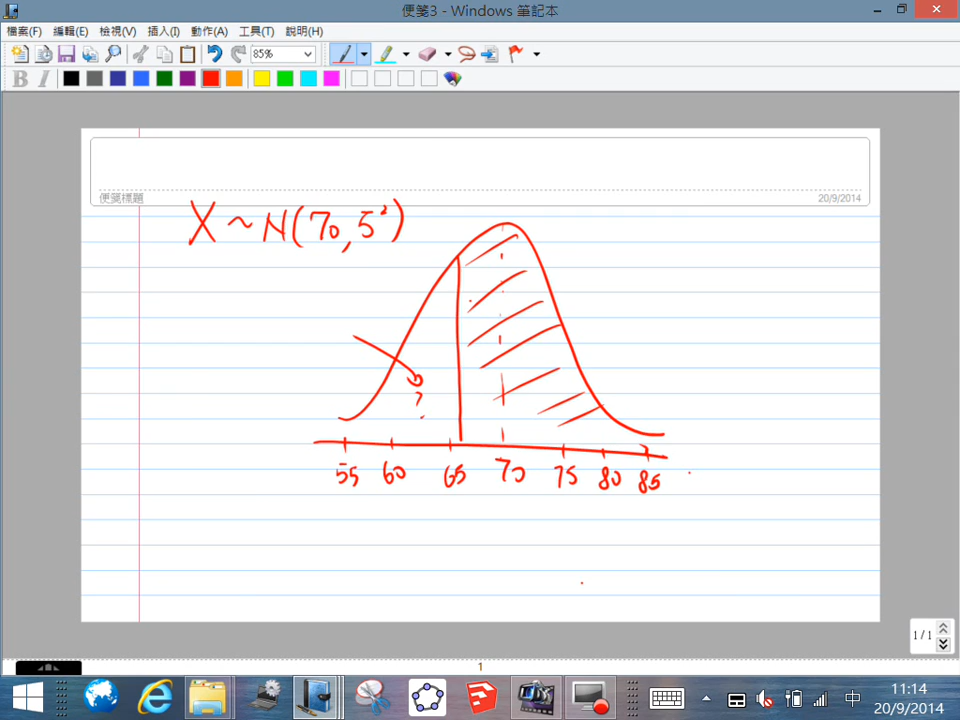 便箋3 - Windows 筆記本
檔案(F) 編輯(E) 檢視(V) 插入(I) 動作(A) 工具(T) 說明(H)
85%
B I
便箋標題
20/9/2014
X ~ N(70, 5²)
?
55 60 65 70 75 80 85
1 / 1
1
中
11:14
20/9/2014